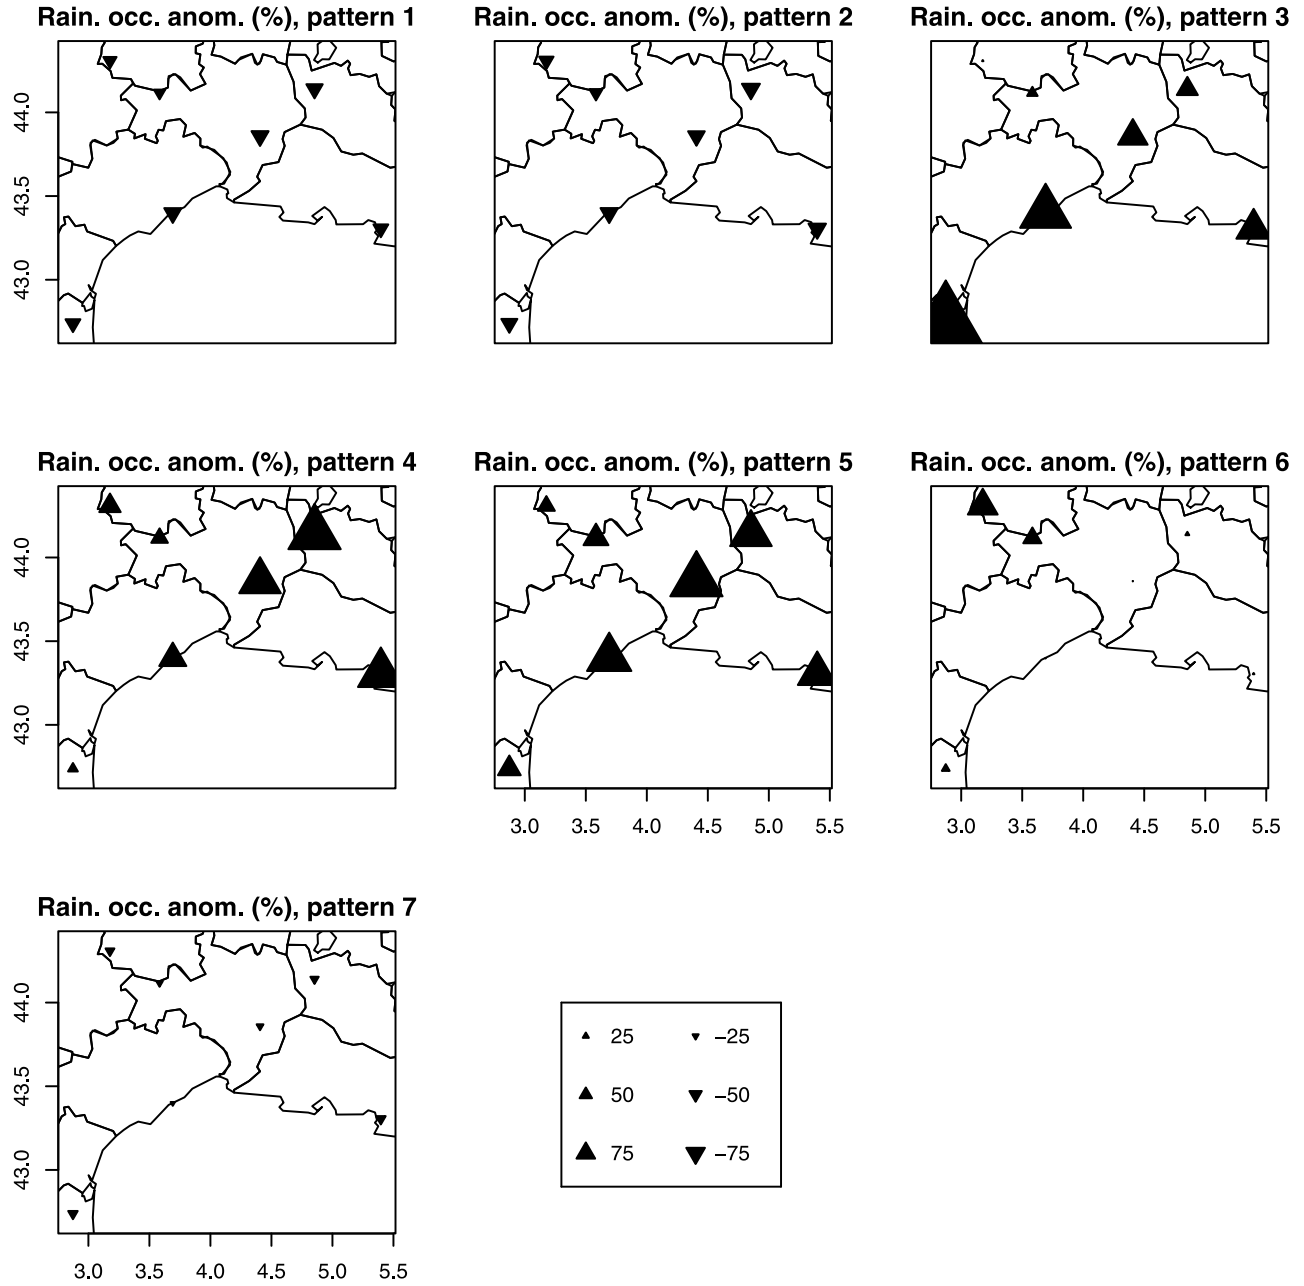 Rain. occ. anom. (%), pattern 1
Rain. occ. anom. (%), pattern 2
Rain. occ. anom. (%), pattern 3
44.0
43.5
43.0
Rain. occ. anom. (%), pattern 4
Rain. occ. anom. (%), pattern 5
Rain. occ. anom. (%), pattern 6
44.0
43.5
43.0
3.0 3.5 4.0 4.5 5.0 5.5
3.0 3.5 4.0 4.5 5.0 5.5
Rain. occ. anom. (%), pattern 7
44.0
43.5
43.0
3.0 3.5 4.0 4.5 5.0 5.5
25 −25
50 −50
75 −75